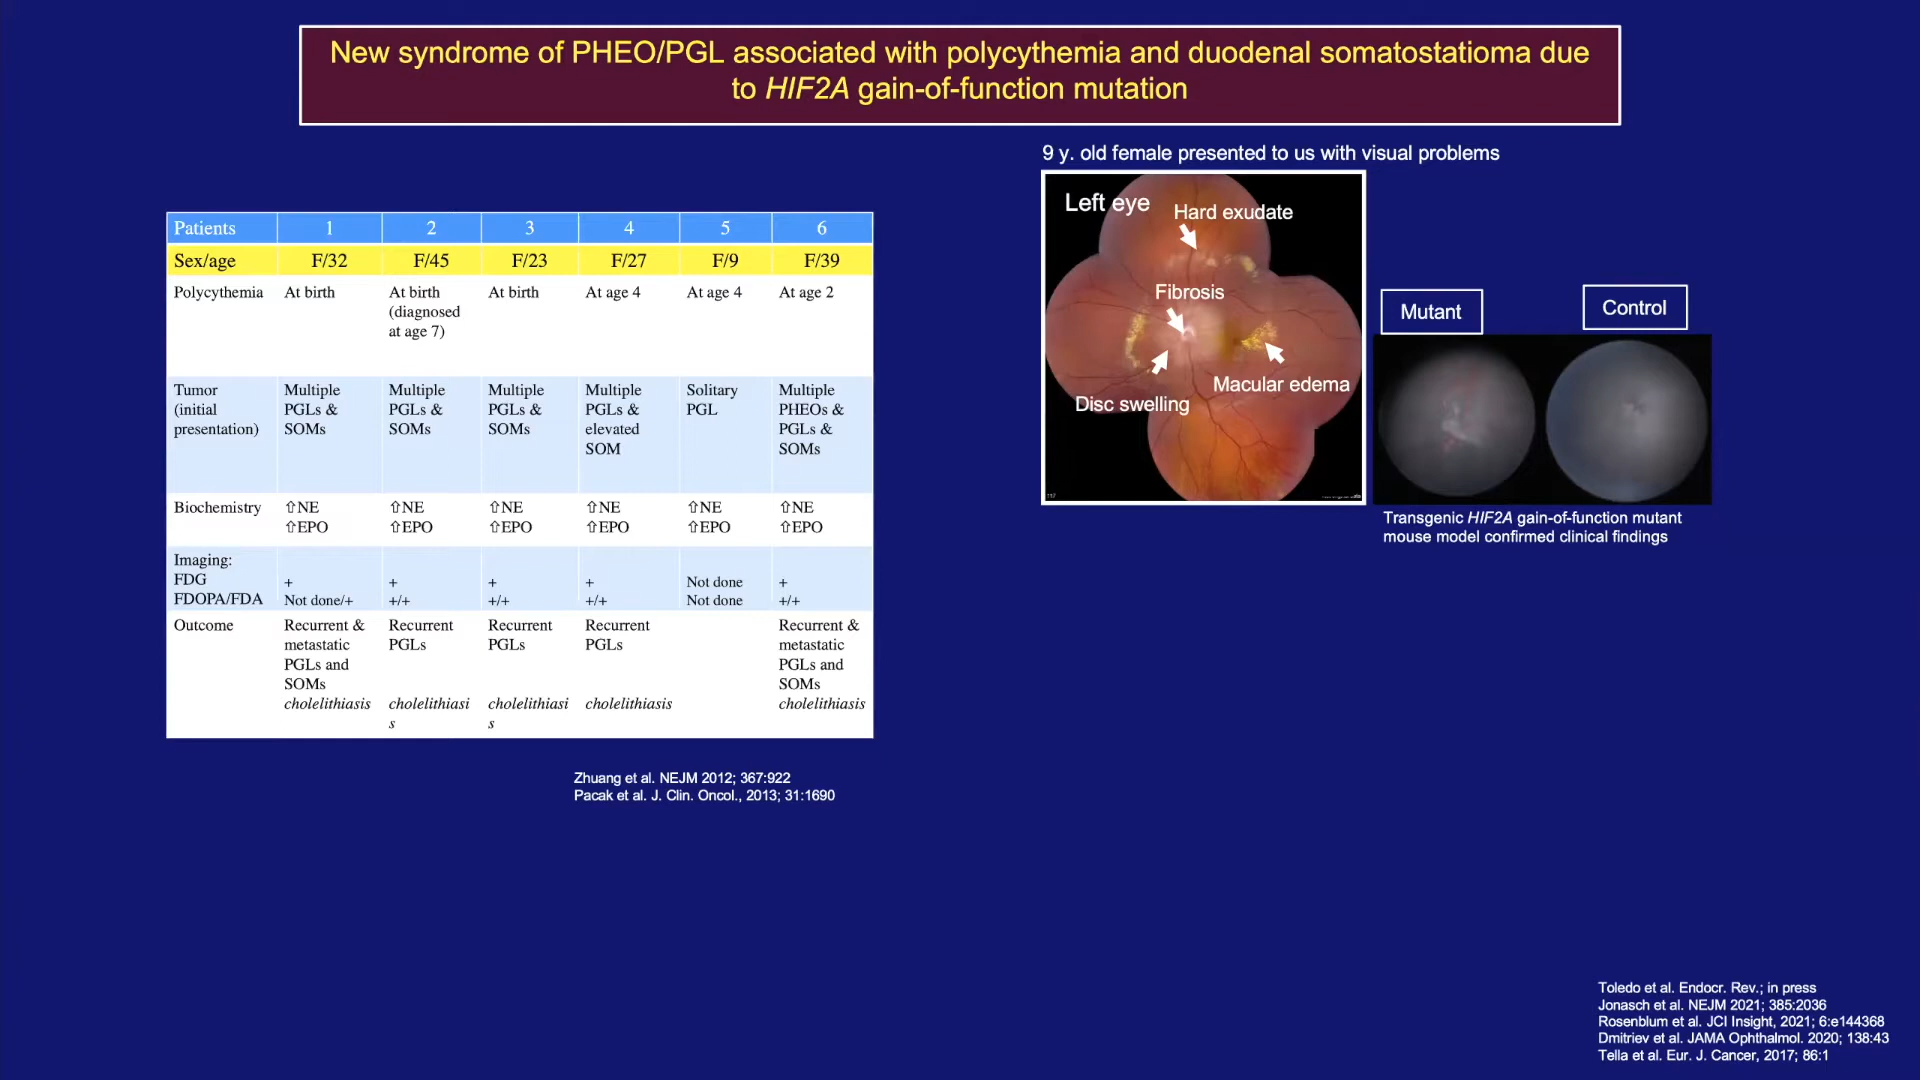 New syndrome of PHEO/PGL associated with polycythemia and duodenal somatostatioma due
to HIF2A gain-of-function mutation
9 y. old female presented to us with visual problems
Patients 1 2 3 4 5 6
Sex/age F/32 F/45 F/23 F/27 F/9 F/39
Polycythemia At birth At birth At birth At age 4 At age 4 At age 2
(diagnosed
at age 7)
Tumor Multiple Multiple Multiple Multiple Solitary Multiple
(initial PGLs & PGLs & PGLs & PGLs & PGL PHEOs &
presentation) SOMs SOMs SOMs elevated PGLs &
SOM SOMs
Biochemistry ⇧NE ⇧NE ⇧NE ⇧NE ⇧NE ⇧NE
⇧EPO ⇧EPO ⇧EPO ⇧EPO ⇧EPO ⇧EPO
Imaging:
FDG + + + + Not done +
FDOPA/FDA Not done/+ +/+ +/+ +/+ Not done +/+
Outcome Recurrent & Recurrent Recurrent Recurrent Recurrent &
metastatic PGLs PGLs PGLs metastatic
PGLs and PGLs and
SOMs SOMs
cholelithiasis cholelithiasi cholelithiasi cholelithiasis cholelithiasis
s s
Zhuang et al. NEJM 2012; 367:922
Pacak et al. J. Clin. Oncol., 2013; 31:1690
Left eye
Hard exudate
Fibrosis
Macular edema
Disc swelling
Mutant
Control
Transgenic HIF2A gain-of-function mutant
mouse model confirmed clinical findings
Toledo et al. Endocr. Rev.; in press
Jonasch et al. NEJM 2021; 385:2036
Rosenblum et al. JCI Insight, 2021; 6:e144368
Dmitriev et al. JAMA Ophthalmol. 2020; 138:43
Tella et al. Eur. J. Cancer, 2017; 86:1